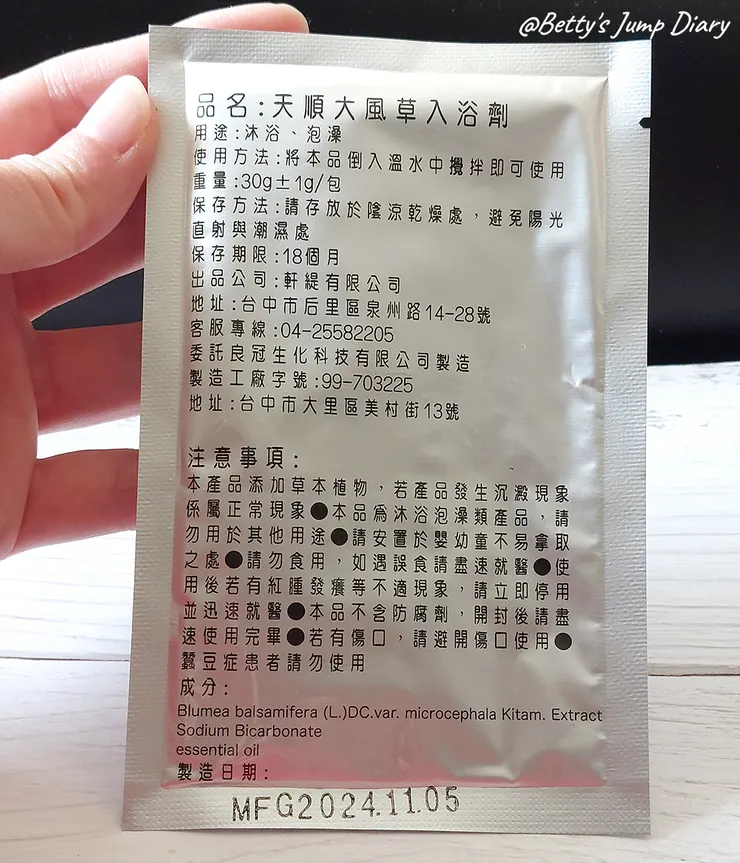 @Betty's Jump Diary
品名:天順大風草入浴劑
用途:沐浴、泡澡
使用方法:將本品倒入溫水中攪拌即可使用
重量:30g±1g/包
保存方法:請存放於陰涼乾燥處，避免陽光
直射與潮濕處
保存期限:18個月
出品公司:軒緹有限公司
地址:台中市后里區泉州路14-28號
客服專線:04-25582205
委託良冠生化科技有限公司製造
製造工廠字號:99-703225
地址:台中市大里區美村街13號
注意事項:
本產品添加草本植物，若產品發生沉澱現象
係屬正常現象●本品為沐浴泡澡類產品，請
勿用於其他用途●請安置於嬰幼童不易拿取
之處●請勿食用，如遇誤食請盡速就醫●使
用後若有紅腫發癢等不適現象，請立即停用
並迅速就醫●本品不含防腐劑，開封後請盡
速使用完畢●若有傷口，請避開傷口使用●
蠶豆症患者請勿使用
成分:
Blumea balsamifera (L.)DC.var. microcephala Kitam. Extract
Sodium Bicarbonate
essential oil
製造日期:
MFG2024.11.05